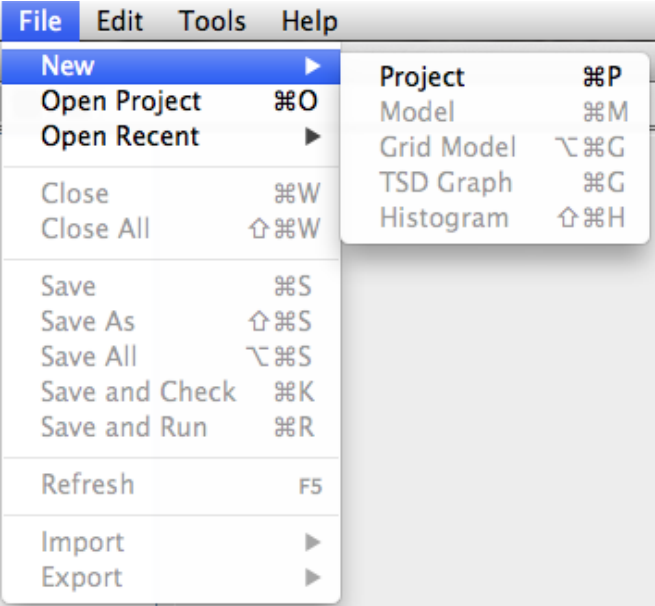 File Edit Tools Help
New ▶
Open Project ⌘O
Open Recent ▶
Close ⌘W
Close All ⇧⌘W
Save ⌘S
Save As ⇧⌘S
Save All ⌥⌘S
Save and Check ⌘K
Save and Run ⌘R
Refresh F5
Import ▶
Export ▶
Project ⌘P
Model ⌘M
Grid Model ⌥⌘G
TSD Graph ⌘G
Histogram ⇧⌘H